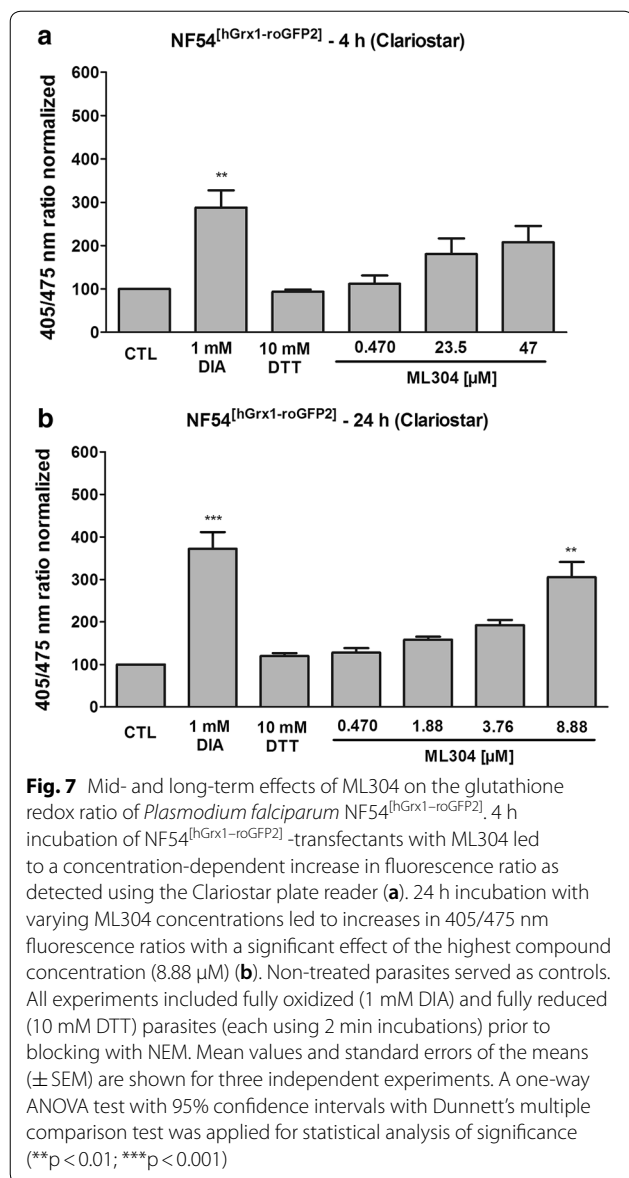 a
NF54[hGrx1-roGFP2] - 4 h (Clariostar)
405/475 nm ratio normalized
600
500
400
300
200
100
0
**
CTL
1 mM DIA
10 mM DTT
0.470
23.5
47
ML304 [µM]
b
NF54[hGrx1-roGFP2] - 24 h (Clariostar)
405/475 nm ratio normalized
600
500
400
300
200
100
0
***
**
CTL
1 mM DIA
10 mM DTT
0.470
1.88
3.76
8.88
ML304 [µM]
Fig. 7 Mid- and long-term effects of ML304 on the glutathione
redox ratio of Plasmodium falciparum NF54[hGrx1–roGFP2]. 4 h
incubation of NF54[hGrx1–roGFP2] -transfectants with ML304 led
to a concentration-dependent increase in fluorescence ratio as
detected using the Clariostar plate reader (a). 24 h incubation with
varying ML304 concentrations led to increases in 405/475 nm
fluorescence ratios with a significant effect of the highest compound
concentration (8.88 µM) (b). Non-treated parasites served as controls.
All experiments included fully oxidized (1 mM DIA) and fully reduced
(10 mM DTT) parasites (each using 2 min incubations) prior to
blocking with NEM. Mean values and standard errors of the means
(± SEM) are shown for three independent experiments. A one-way
ANOVA test with 95% confidence intervals with Dunnett's multiple
comparison test was applied for statistical analysis of significance
(**p < 0.01; ***p < 0.001)